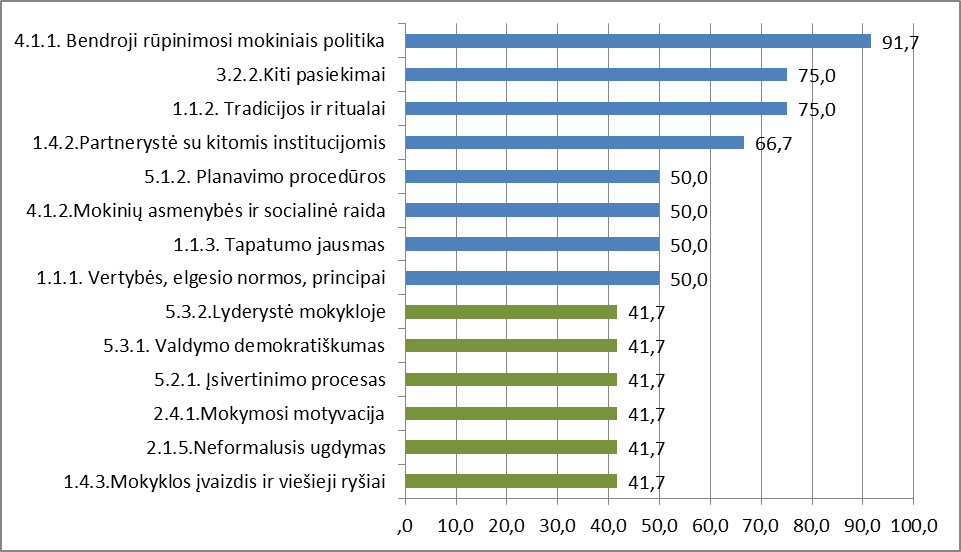 4.1.1. Bendroji rūpinimosi mokiniais politika 91,7
3.2.2.Kiti pasiekimai 75,0
1.1.2. Tradicijos ir ritualai 75,0
1.4.2.Partnerystė su kitomis institucijomis 66,7
5.1.2. Planavimo procedūros 50,0
4.1.2.Mokinių asmenybės ir socialinė raida 50,0
1.1.3. Tapatumo jausmas 50,0
1.1.1. Vertybės, elgesio normos, principai 50,0
5.3.2.Lyderystė mokykloje 41,7
5.3.1. Valdymo demokratiškumas 41,7
5.2.1. Įsivertinimo procesas 41,7
2.4.1.Mokymosi motyvacija 41,7
2.1.5.Neformalusis ugdymas 41,7
1.4.3.Mokyklos įvaizdis ir viešieji ryšiai 41,7
,0 10,0 20,0 30,0 40,0 50,0 60,0 70,0 80,0 90,0 100,0